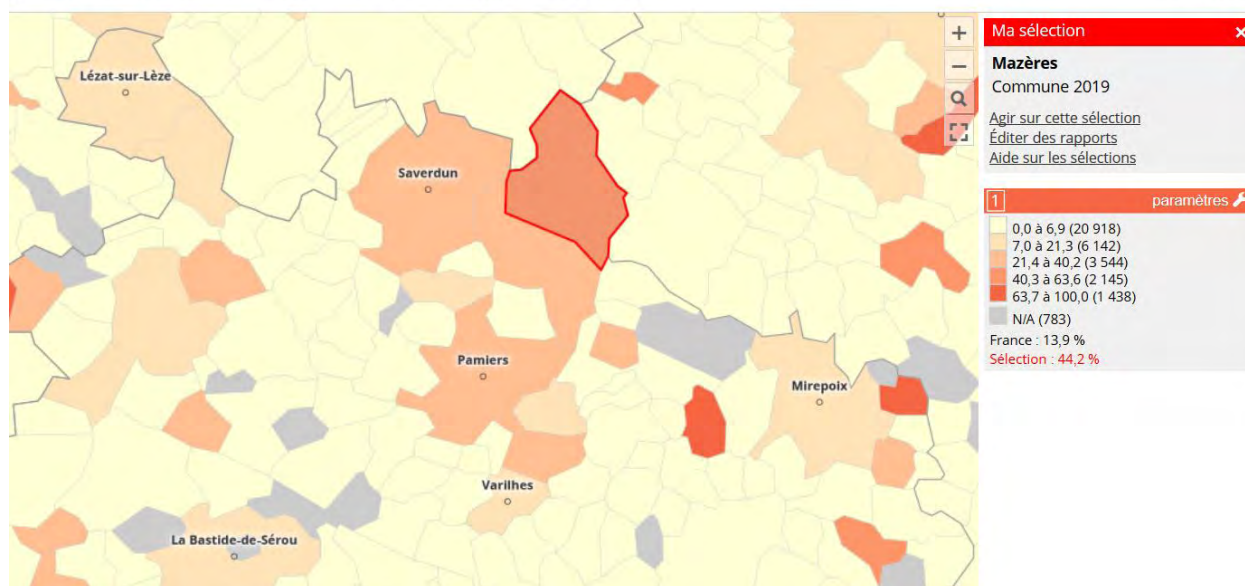 Lézat-sur-Lèze
Saverdun
Pamiers
Mirepoix
Varilhes
La Bastide-de-Sérou
+
−
Ma sélection ×
Mazères
Commune 2019
Agir sur cette sélection
Éditer des rapports
Aide sur les sélections
1 paramètres
0,0 à 6,9 (20 918)
7,0 à 21,3 (6 142)
21,4 à 40,2 (3 544)
40,3 à 63,6 (2 145)
63,7 à 100,0 (1 438)
N/A (783)
France : 13,9 %
Sélection : 44,2 %